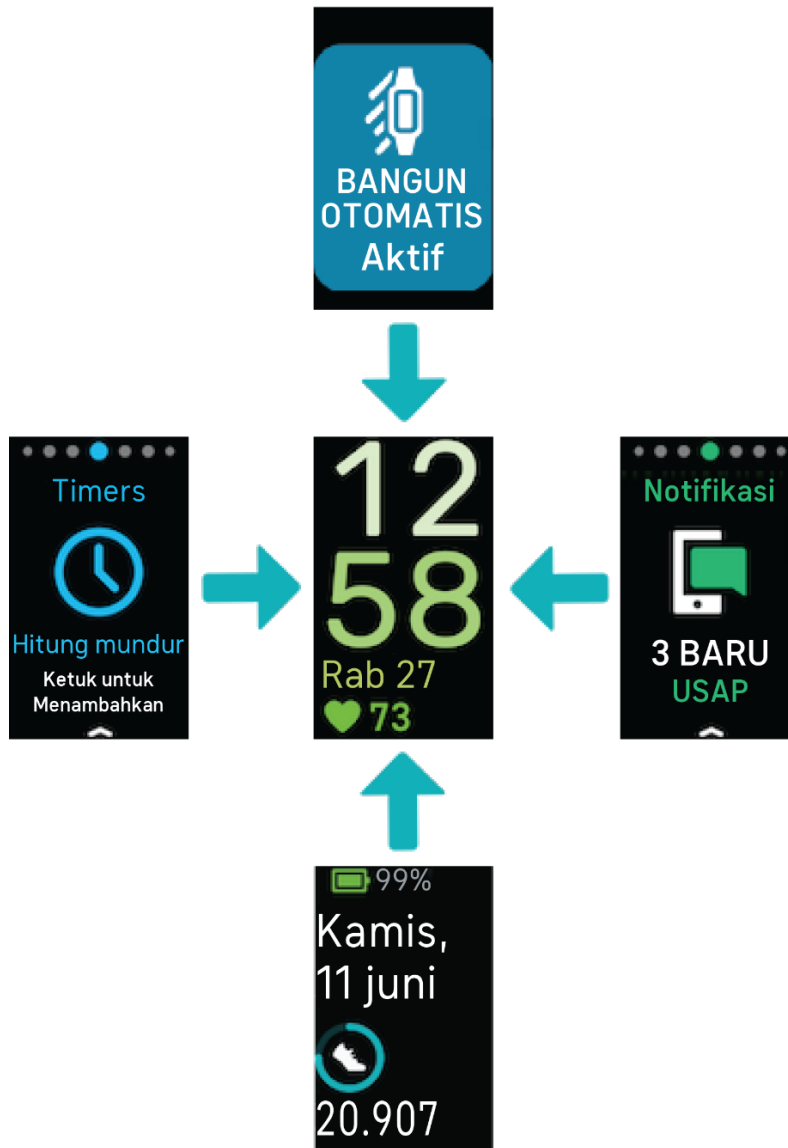 BANGUN
OTOMATIS
Aktif
Timers
Hitung mundur
Ketuk untuk
Menambahkan
12
58
Rab 27
73
Notifikasi
3 BARU
USAP
99%
Kamis,
11 juni
20.907